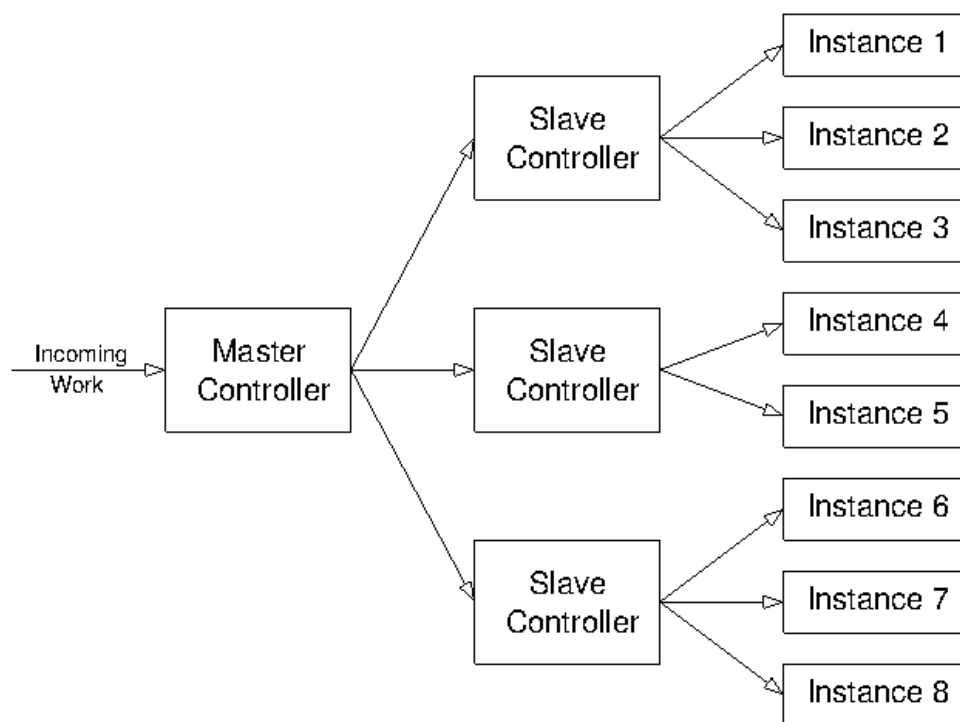 Incoming
Work
Master
Controller
Slave
Controller
Slave
Controller
Slave
Controller
Instance 1
Instance 2
Instance 3
Instance 4
Instance 5
Instance 6
Instance 7
Instance 8